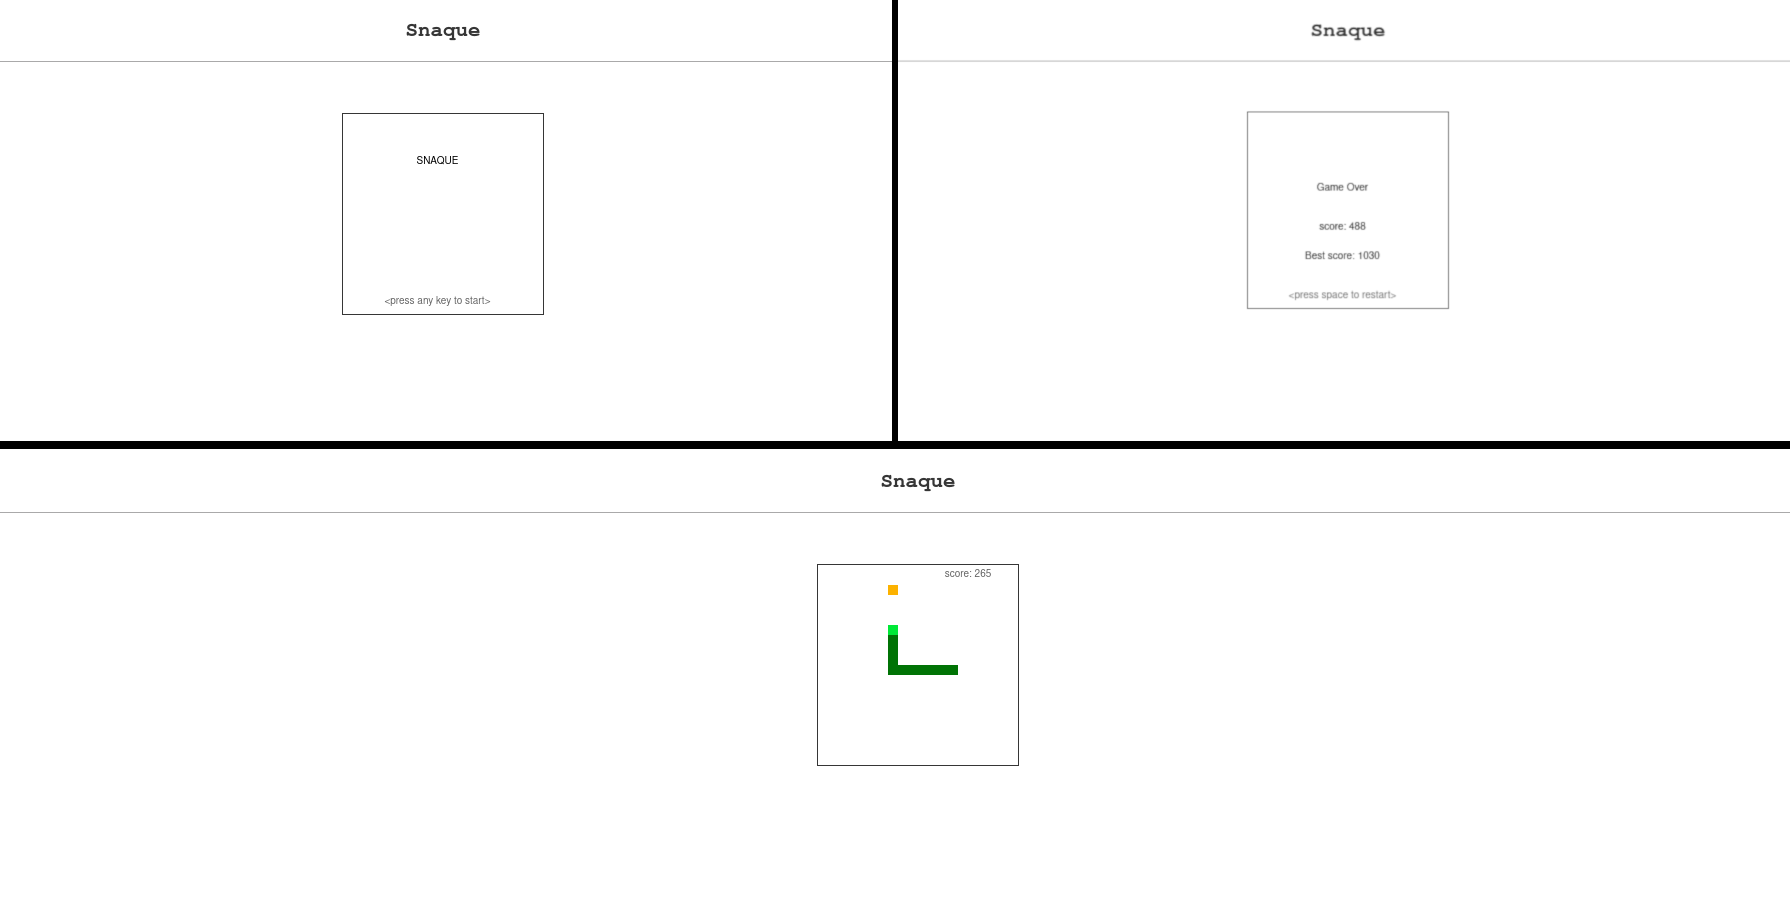 Snaque
SNAQUE
<press any key to start>
Snaque
Game Over
score: 488
Best score: 1030
<press space to restart>
Snaque
score: 265